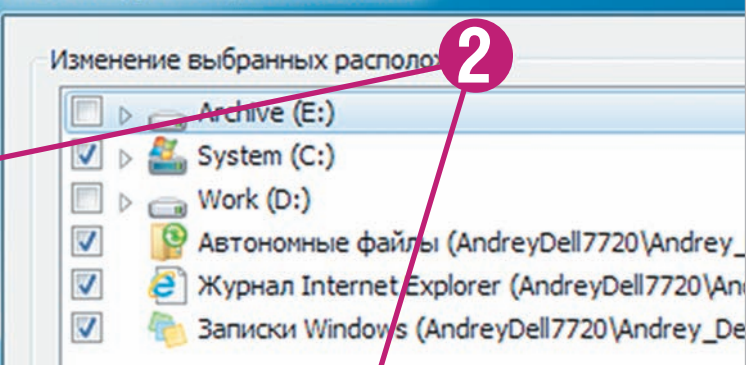 Изменение выбранных располож
2
Archive (E:)
System (C:)
Work (D:)
Автономные файлы (AndreyDell7720\Andrey_
Журнал Internet Explorer (AndreyDell7720\An
Записки Windows (AndreyDell7720\Andrey_De